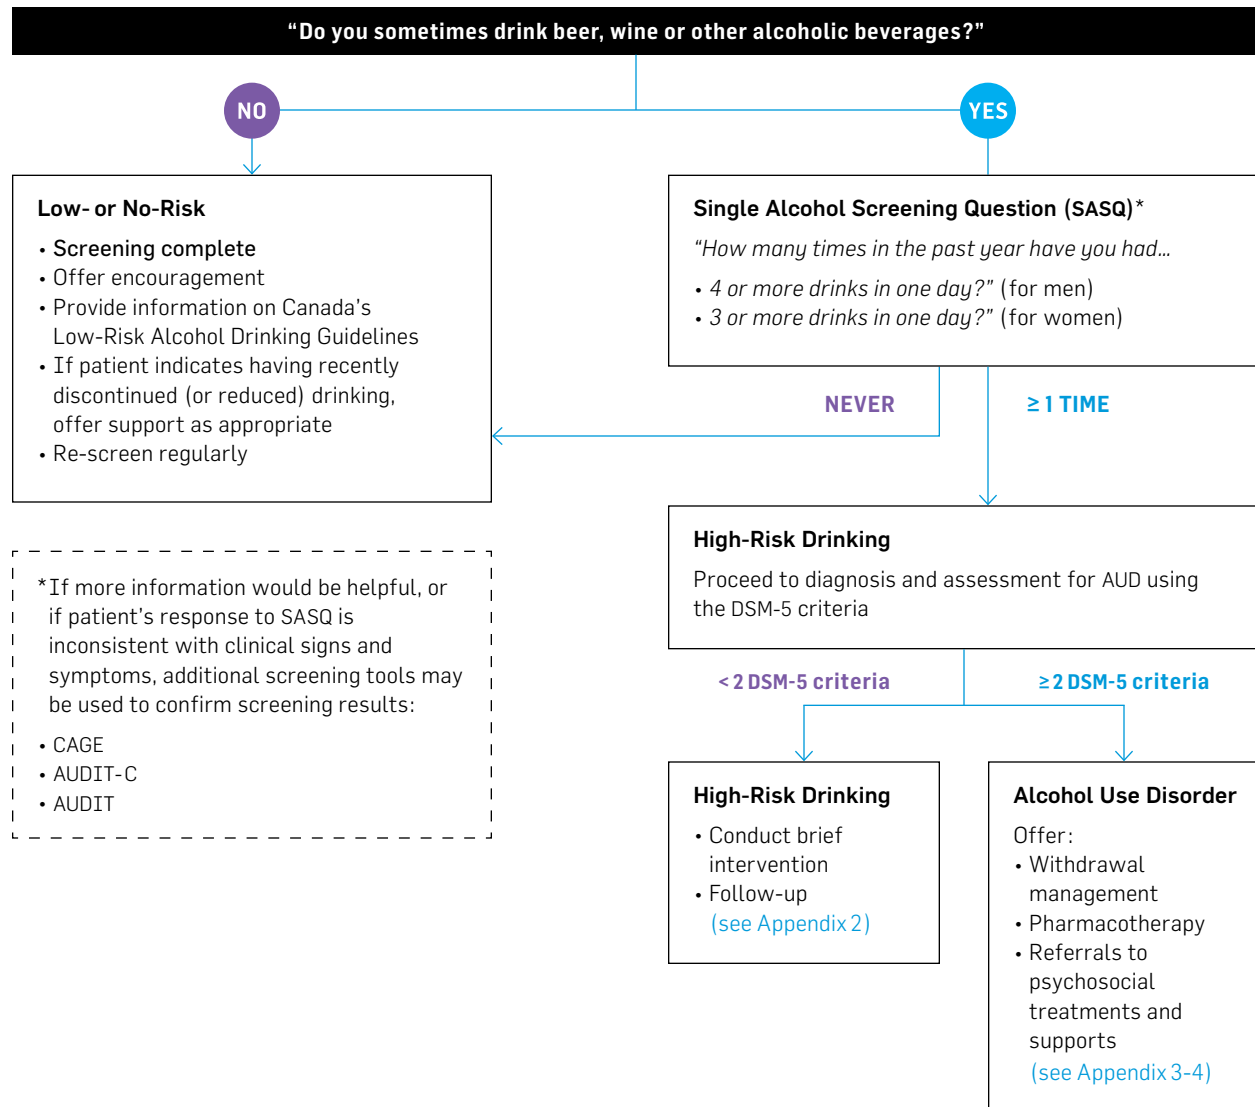 “Do you sometimes drink beer, wine or other alcoholic beverages?”
NO
YES
Low- or No-Risk
• Screening complete
• Offer encouragement
• Provide information on Canada’s
Low-Risk Alcohol Drinking Guidelines
• If patient indicates having recently
discontinued (or reduced) drinking,
offer support as appropriate
• Re-screen regularly
Single Alcohol Screening Question (SASQ)*
“How many times in the past year have you had…
• 4 or more drinks in one day?” (for men)
• 3 or more drinks in one day?” (for women)
NEVER
≥ 1 TIME
High-Risk Drinking
Proceed to diagnosis and assessment for AUD using
the DSM-5 criteria
*If more information would be helpful, or
if patient’s response to SASQ is
inconsistent with clinical signs and
symptoms, additional screening tools may
be used to confirm screening results:
• CAGE
• AUDIT-C
• AUDIT
< 2 DSM-5 criteria
≥ 2 DSM-5 criteria
High-Risk Drinking
• Conduct brief
intervention
• Follow-up
(see Appendix 2)
Alcohol Use Disorder
Offer:
• Withdrawal
management
• Pharmacotherapy
• Referrals to
psychosocial
treatments and
supports
(see Appendix 3-4)